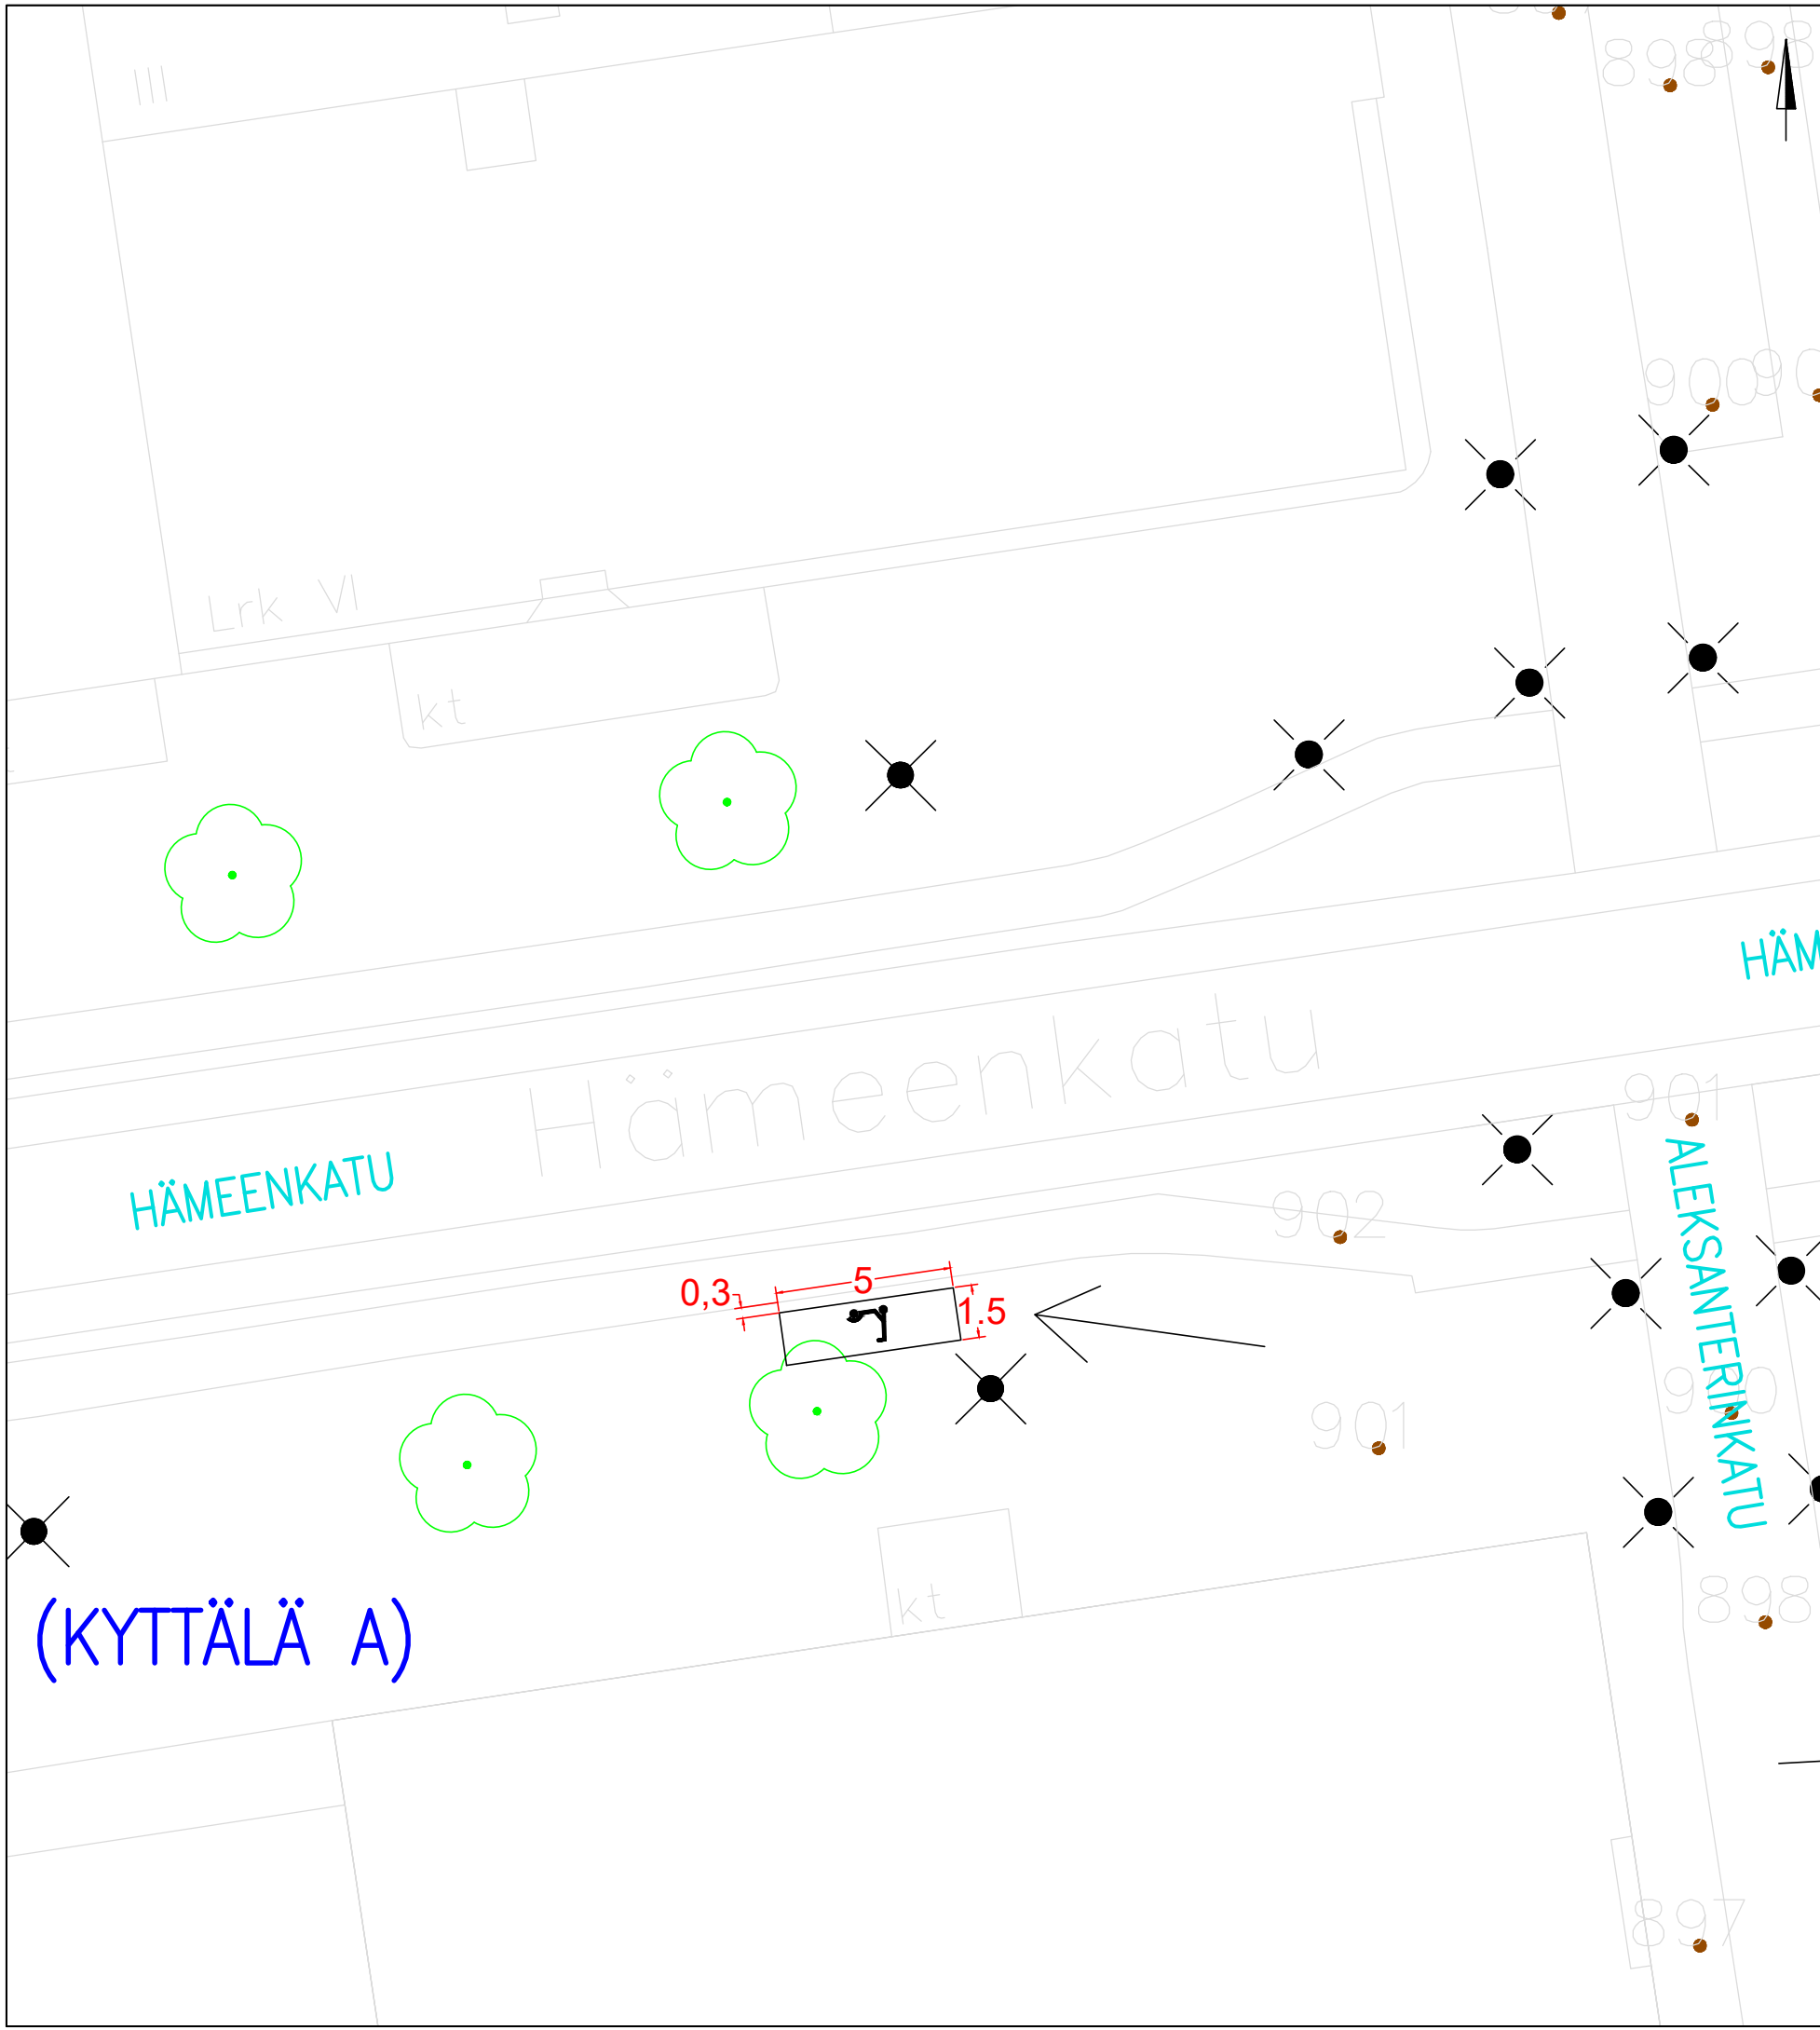 898
898
III
900
Lrk VI
kt
HÄM
Hämeenkatu
901
HÄMEENKATU
ALEKSANTERINKATU
902
0,3
5
1.5
901
kt
898
(KYTTÄLÄ A)
897